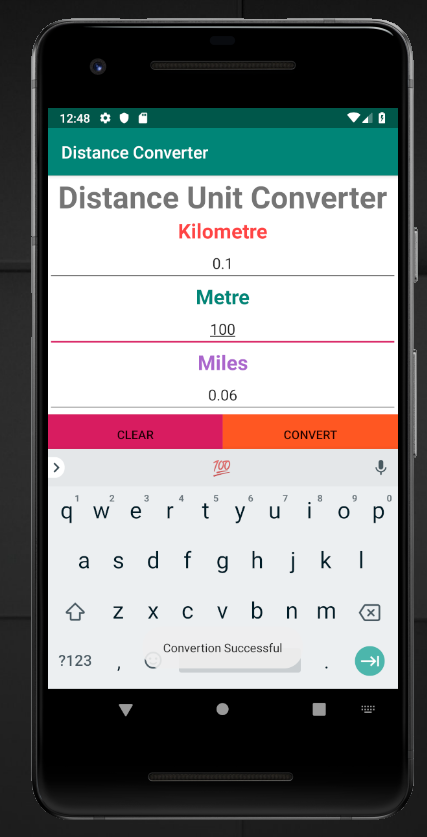 12:48
Distance Converter
Distance Unit Converter
Kilometre
0.1
Metre
100
Miles
0.06
CLEAR CONVERT
💯
1 2 3 4 5 6 7 8 9 0
q w e r t y u i o p
a s d f g h j k l
z x c v b n m
?123 , .
Convertion Successful